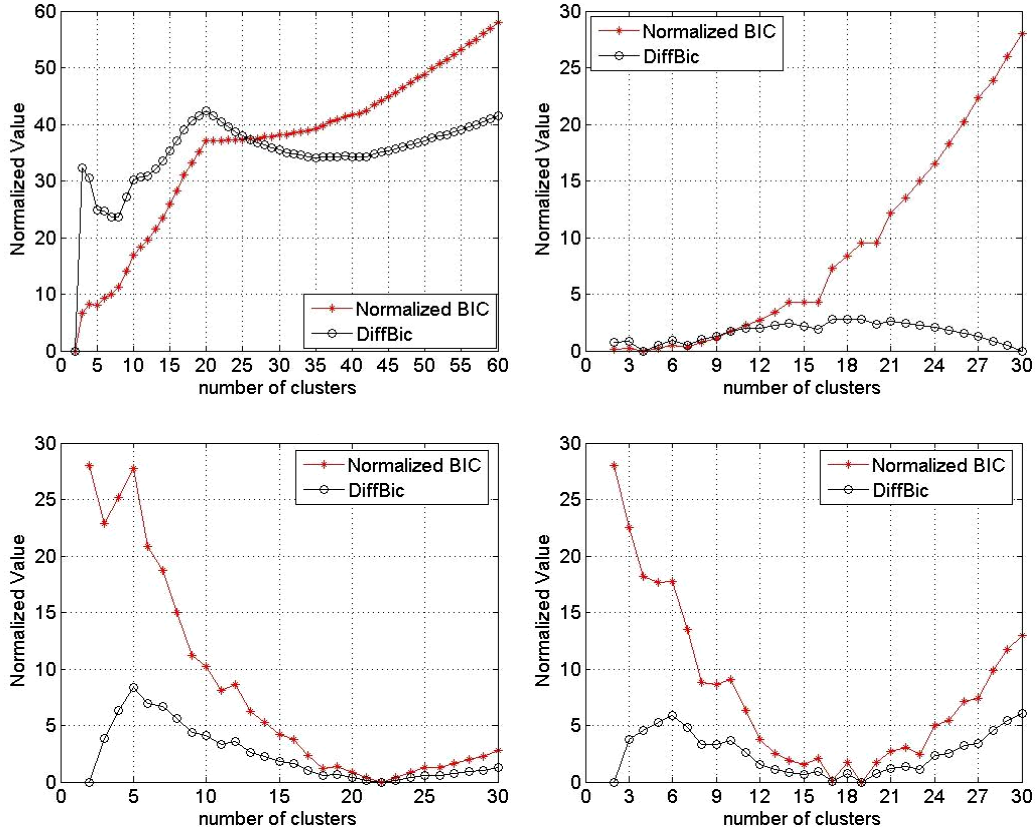 60
50
40
30
20
10
0
Normalized Value
Normalized BIC
DiffBic
0 5 10 15 20 25 30 35 40 45 50 55 60
number of clusters
30
25
20
15
10
5
0
Normalized Value
Normalized BIC
DiffBic
0 3 6 9 12 15 18 21 24 27 30
number of clusters
30
25
20
15
10
5
0
Normalized Value
Normalized BIC
DiffBic
0 5 10 15 20 25 30
number of clusters
30
25
20
15
10
5
0
Normalized Value
Normalized BIC
DiffBic
0 3 6 9 12 15 18 21 24 27 30
number of clusters